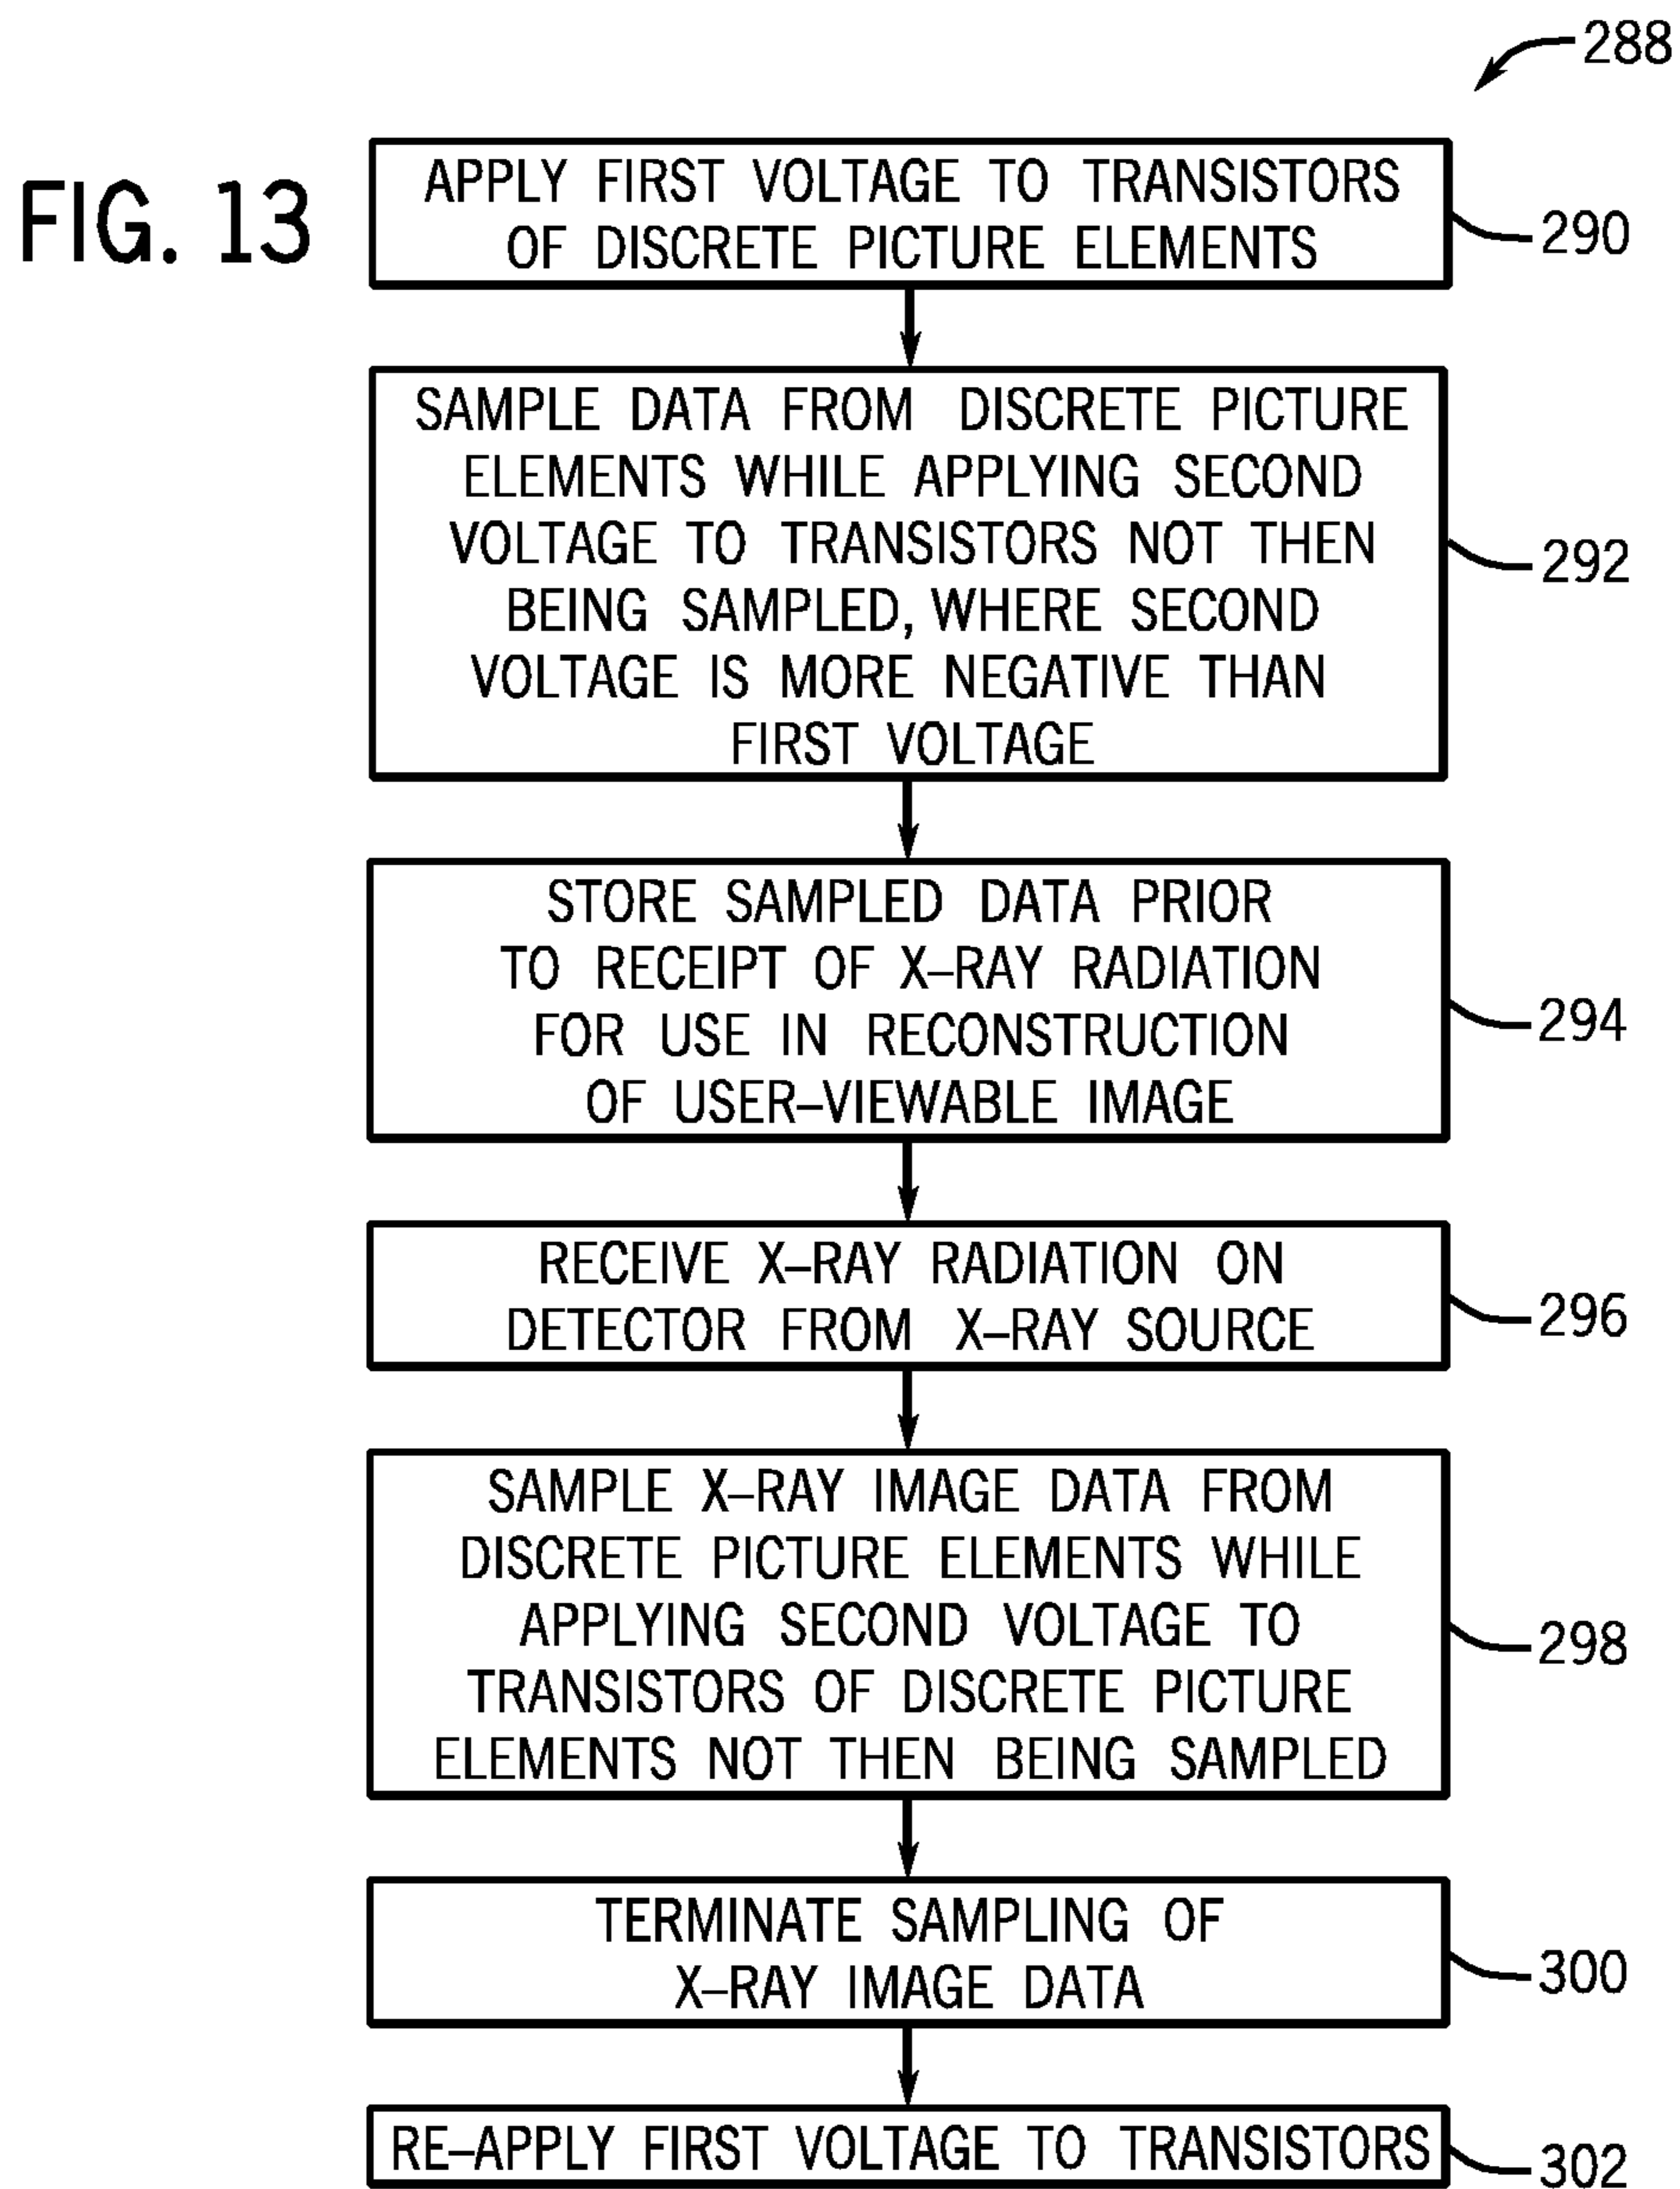 288
FIG. 13
APPLY FIRST VOLTAGE TO TRANSISTORS
OF DISCRETE PICTURE ELEMENTS
290
SAMPLE DATA FROM DISCRETE PICTURE
ELEMENTS WHILE APPLYING SECOND
VOLTAGE TO TRANSISTORS NOT THEN
BEING SAMPLED, WHERE SECOND
VOLTAGE IS MORE NEGATIVE THAN
FIRST VOLTAGE
292
STORE SAMPLED DATA PRIOR
TO RECEIPT OF X–RAY RADIATION
FOR USE IN RECONSTRUCTION
OF USER–VIEWABLE IMAGE
294
RECEIVE X–RAY RADIATION ON
DETECTOR FROM X–RAY SOURCE
296
SAMPLE X–RAY IMAGE DATA FROM
DISCRETE PICTURE ELEMENTS WHILE
APPLYING SECOND VOLTAGE TO
TRANSISTORS OF DISCRETE PICTURE
ELEMENTS NOT THEN BEING SAMPLED
298
TERMINATE SAMPLING OF
X–RAY IMAGE DATA
300
RE–APPLY FIRST VOLTAGE TO TRANSISTORS
302